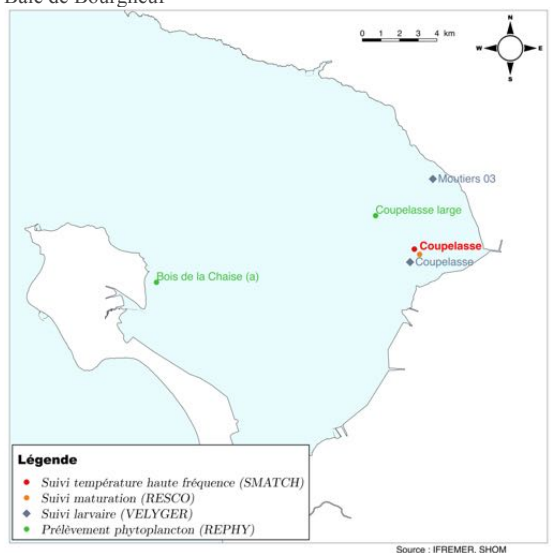 Baie de Bourgneuf
N
0 1 2 3 4 km
W E
S
Moutiers 03
Coupelasse large
Coupelasse
Coupelasse
Bois de la Chaise (a)
Légende
Suivi température haute fréquence (SMATCH)
Suivi maturation (RESCO)
Suivi larvaire (VELYGER)
Prélèvement phytoplancton (REPHY)
Source : IFREMER, SHOM